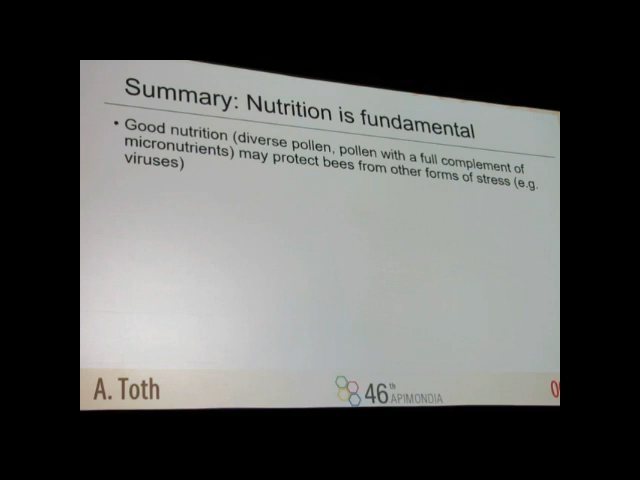 Summary: Nutrition is fundamental
• Good nutrition (diverse pollen, pollen with a full complement of
micronutrients) may protect bees from other forms of stress (e.g.
viruses)
A. Toth
46th
APIMONDIA